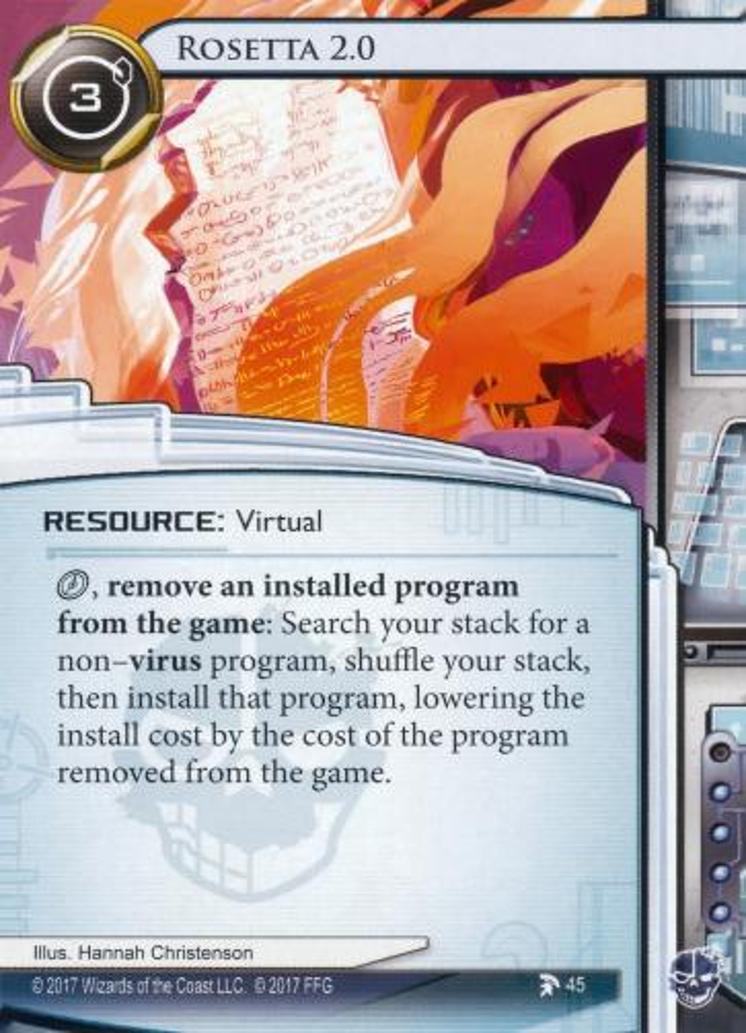 Rosetta 2.0
3
RESOURCE: Virtual
, remove an installed program
from the game: Search your stack for a
non–virus program, shuffle your stack,
then install that program, lowering the
install cost by the cost of the program
removed from the game.
Illus. Hannah Christenson
© 2017 Wizards of the Coast LLC. © 2017 FFG
45